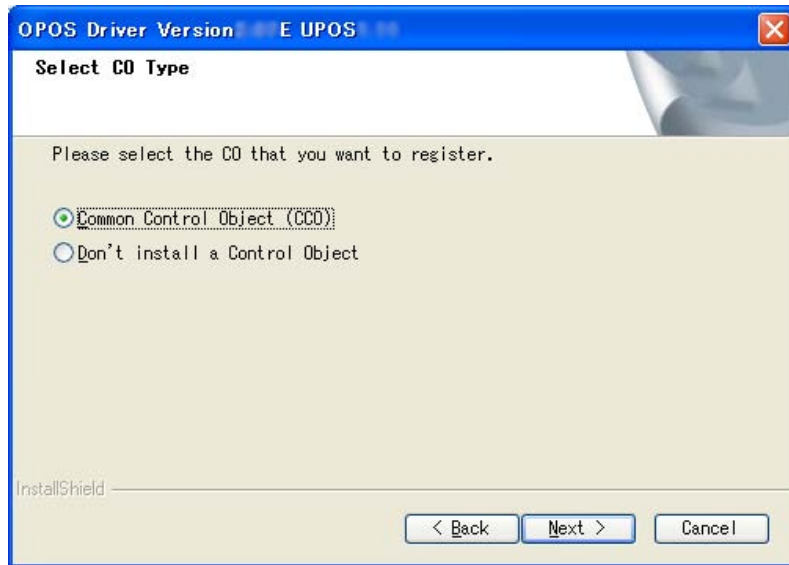 OPOS Driver Version E UPOS
Select CO Type
Please select the CO that you want to register.
Common Control Object (CCO)
Don't install a Control Object
InstallShield
< Back Next > Cancel